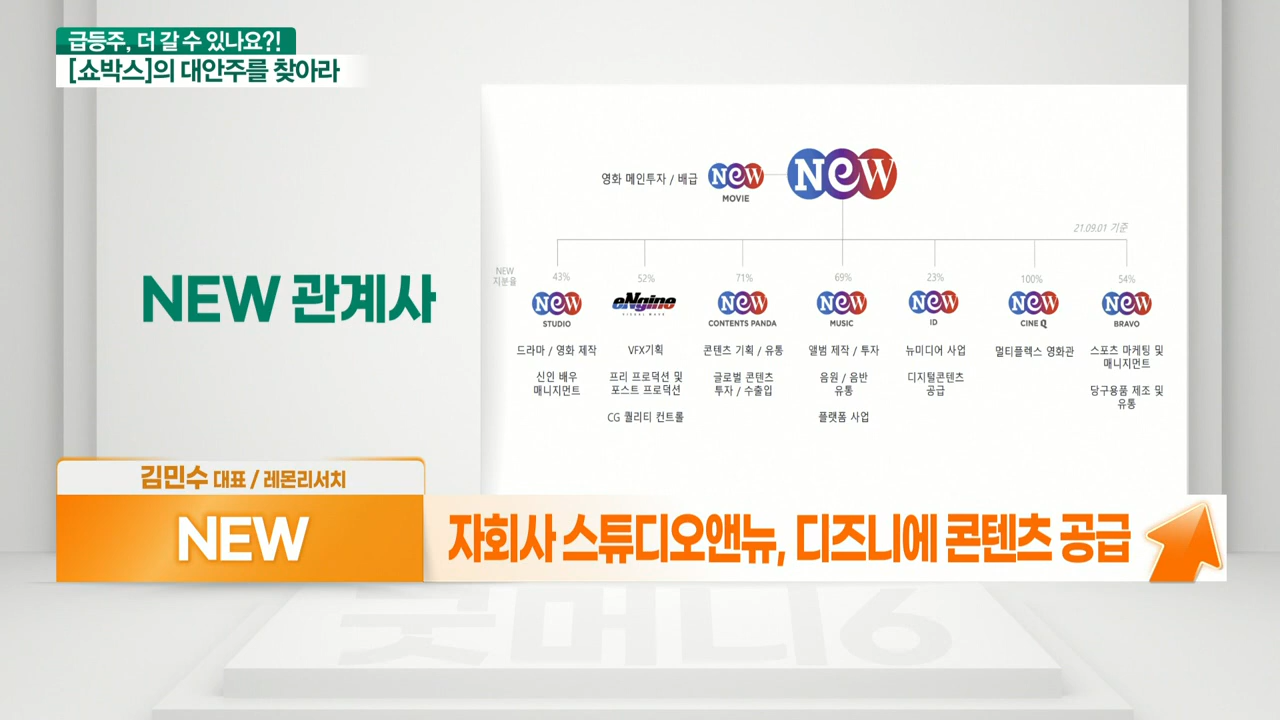 급등주, 더 갈 수 있나요?!
[쇼박스]의 대안주를 찾아라
NEW 관계사
영화 메인투자 / 배급
NEW
MOVIE
NEW
21.09.01 기준
NEW
지분율
43%
52%
71%
69%
23%
100%
54%
NEW
STUDIO
드라마 / 영화 제작
신인 배우
매니지먼트
eNgine
VISUAL WAVE
VFX기획
프리 프로덕션 및
포스트 프로덕션
CG 퀄리티 컨트롤
NEW
CONTENTS PANDA
콘텐츠 기획 / 유통
글로벌 콘텐츠
투자 / 수출입
NEW
MUSIC
앨범 제작 / 투자
음원 / 음반
유통
플랫폼 사업
NEW
ID
뉴미디어 사업
디지털콘텐츠
공급
NEW
CINE Q
멀티플렉스 영화관
NEW
BRAVO
스포츠 마케팅 및
매니지먼트
당구용품 제조 및
유통
김민수 대표 / 레몬리서치
NEW
자회사 스튜디오앤뉴, 디즈니에 콘텐츠 공급
굿머니6